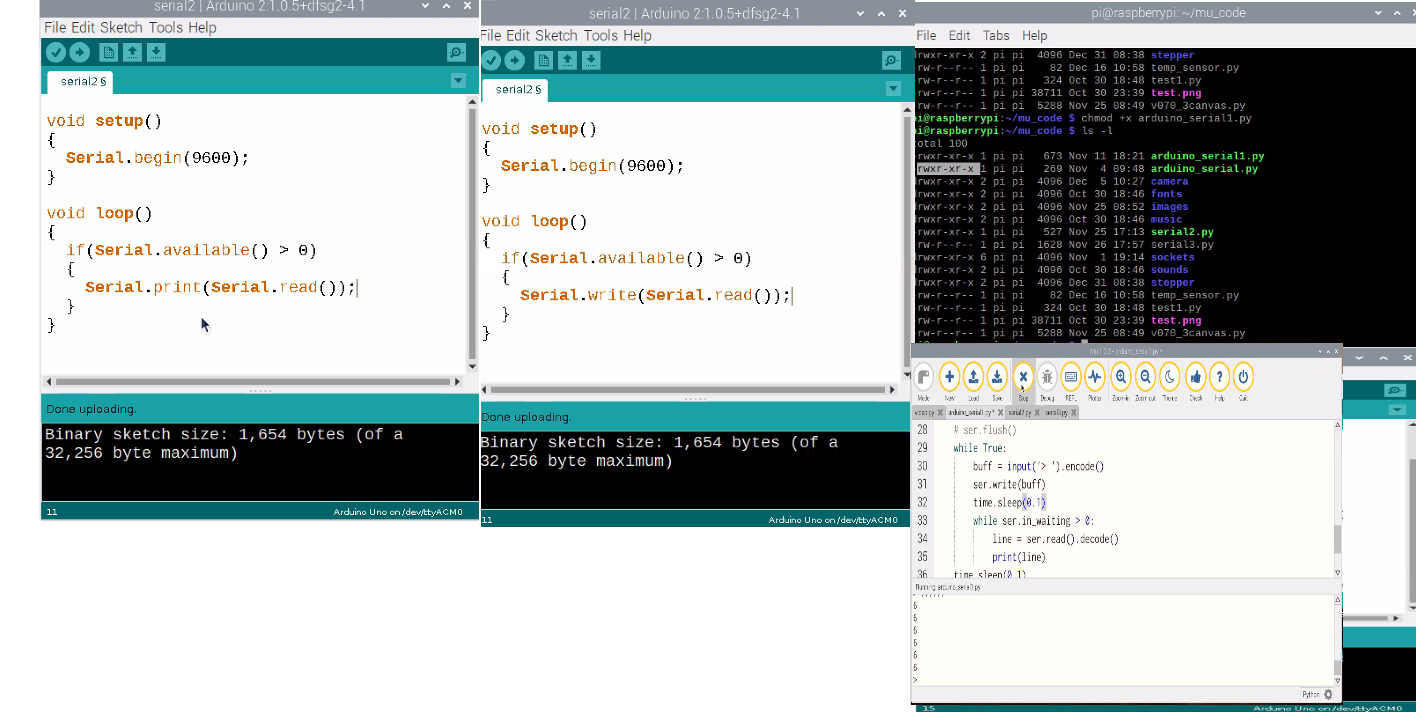 serial2 | Arduino 2:1.0.5+dfsg2-4.1
File Edit Sketch Tools Help
serial2 §
void setup()
{
  Serial.begin(9600);
}
void loop()
{
  if(Serial.available() > 0)
  {
    Serial.print(Serial.read());
  }
}
Done uploading.
Binary sketch size: 1,654 bytes (of a
32,256 byte maximum)
11
Arduino Uno on /dev/ttyACM0
serial2 | Arduino 2:1.0.5+dfsg2-4.1
File Edit Sketch Tools Help
serial2 §
void setup()
{
  Serial.begin(9600);
}
void loop()
{
  if(Serial.available() > 0)
  {
    Serial.write(Serial.read());
  }
}
Done uploading.
Binary sketch size: 1,654 bytes (of a
32,256 byte maximum)
11
Arduino Uno on /dev/ttyACM0
pi@raspberrypi: ~/mu_code
File Edit Tabs Help
drwxr-xr-x 2 pi pi  4096 Dec 31 08:38 stepper
-rw-r--r-- 1 pi pi    82 Dec 16 10:58 temp_sensor.py
-rw-r--r-- 1 pi pi   324 Oct 30 18:48 test1.py
-rw-r--r-- 1 pi pi 38711 Oct 30 23:39 test.png
-rw-r--r-- 1 pi pi  5288 Nov 25 08:49 v070_3canvas.py
pi@raspberrypi:~/mu_code $ chmod +x arduino_serial1.py
pi@raspberrypi:~/mu_code $ ls -l
total 100
-rwxr-xr-x 1 pi pi   673 Nov 11 18:21 arduino_serial1.py
-rwxr-xr-x 1 pi pi   269 Nov  4 09:48 arduino_serial.py
drwxr-xr-x 2 pi pi  4096 Dec  5 10:27 camera
drwxr-xr-x 2 pi pi  4096 Oct 30 18:46 fonts
drwxr-xr-x 2 pi pi  4096 Nov 25 08:52 images
drwxr-xr-x 2 pi pi  4096 Oct 30 18:46 music
-rwxr-xr-x 1 pi pi   527 Nov 25 17:13 serial2.py
-rw-r--r-- 1 pi pi  1628 Nov 26 17:57 serial3.py
drwxr-xr-x 6 pi pi  4096 Nov  1 19:14 sockets
drwxr-xr-x 2 pi pi  4096 Oct 30 18:46 sounds
drwxr-xr-x 2 pi pi  4096 Dec 31 08:38 stepper
-rw-r--r-- 1 pi pi    82 Dec 16 10:58 temp_sensor.py
-rw-r--r-- 1 pi pi   324 Oct 30 18:48 test1.py
-rw-r--r-- 1 pi pi 38711 Oct 30 23:39 test.png
-rw-r--r-- 1 pi pi  5288 Nov 25 08:49 v070_3canvas.py
Mode New Load Save Stop Debug REPL Plotter Zoom-in Zoom-out Theme Check Help Quit
arduino_serial1.py * serial2.py serial3.py
28 # ser.flush()
29 while True:
30     buff = input('> ').encode()
31     ser.write(buff)
32     time.sleep(0.1)
33     while ser.in_waiting > 0:
34         line = ser.read().decode()
35         print(line)
36 time.sleep(0.1)
Running: arduino_serial1.py
6
6
6
6
6
6
>
Python
15
Arduino Uno on /dev/ttyACM0